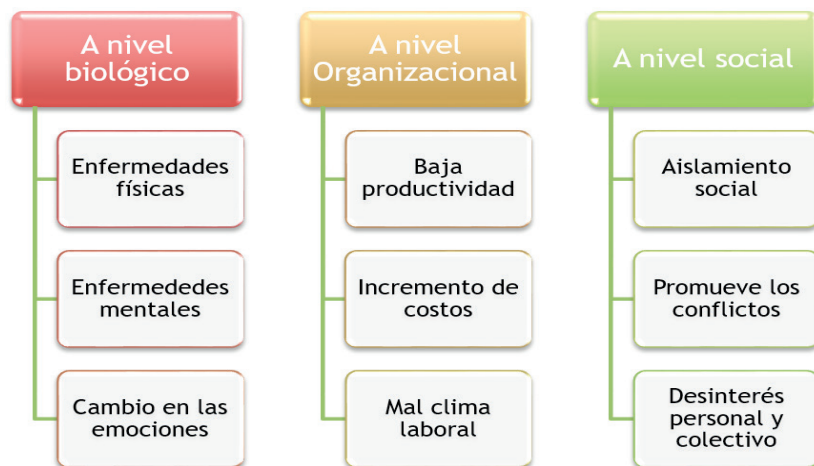 A nivel
biológico
Enfermedades
físicas
Enfermededes
mentales
Cambio en las
emociones
A nivel
Organizacional
Baja
productividad
Incremento de
costos
Mal clima
laboral
A nivel social
Aislamiento
social
Promueve los
conflictos
Desinterés
personal y
colectivo